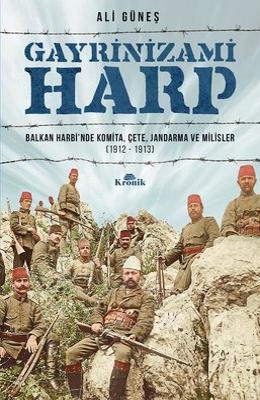 ALİ GÜNEŞ
GAYRİNİZAMİ
HARP
BALKAN HARBİ'NDE KOMİTA, ÇETE, JANDARMA VE MİLİSLER
(1912 - 1913)
Kronik